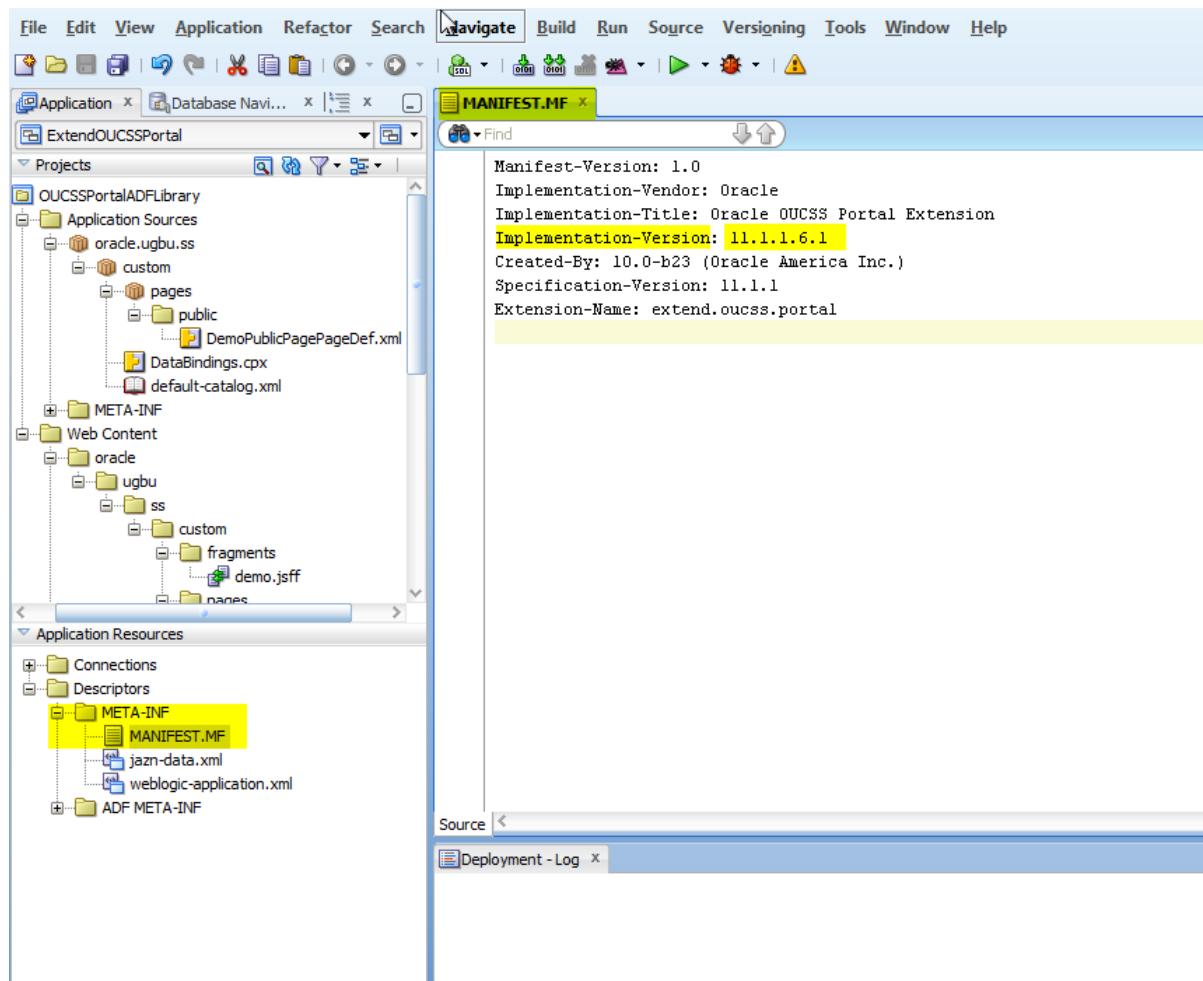 File Edit View Application Refactor Search Navigate Build Run Source Versioning Tools Window Help
Application x Database Navi... x x
ExtendOUCSSPortal
Projects
OUCSSPortalADFLibrary
Application Sources
oracle.ugbu.ss
custom
pages
public
DemoPublicPagePageDef.xml
DataBindings.cpx
default-catalog.xml
META-INF
Web Content
oracle
ugbu
ss
custom
fragments
demo.jsff
pages
Application Resources
Connections
Descriptors
META-INF
MANIFEST.MF
jazn-data.xml
weblogic-application.xml
ADF META-INF
MANIFEST.MF x
Find
Manifest-Version: 1.0
Implementation-Vendor: Oracle
Implementation-Title: Oracle OUCSS Portal Extension
Implementation-Version: 11.1.1.6.1
Created-By: 10.0-b23 (Oracle America Inc.)
Specification-Version: 11.1.1
Extension-Name: extend.oucss.portal
Source
Deployment - Log x